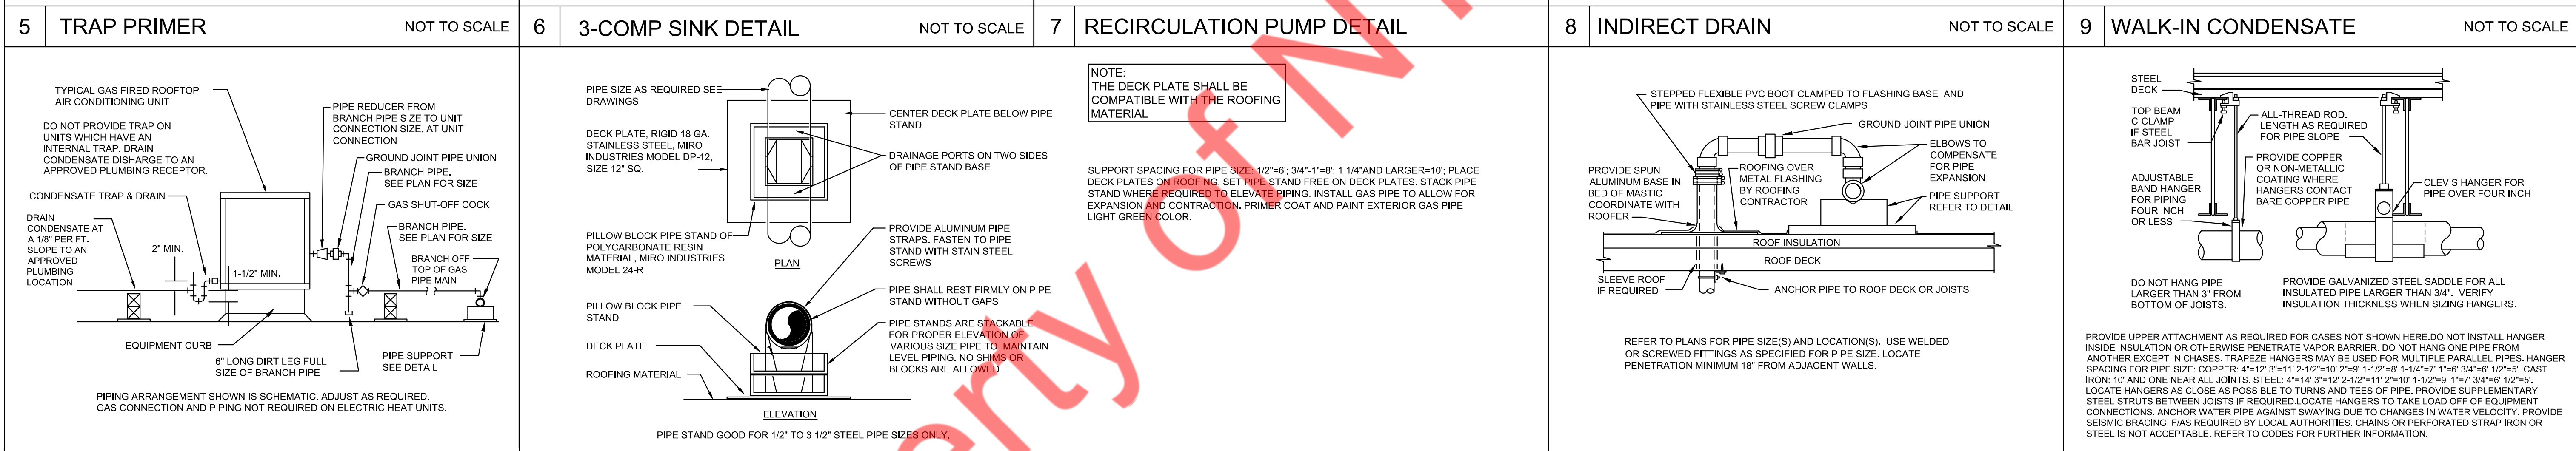 5 TRAP PRIMER NOT TO SCALE
6 3-COMP SINK DETAIL NOT TO SCALE
7 RECIRCULATION PUMP DETAIL
8 INDIRECT DRAIN NOT TO SCALE
9 WALK-IN CONDENSATE NOT TO SCALE
TYPICAL GAS FIRED ROOFTOP
AIR CONDITIONING UNIT
DO NOT PROVIDE TRAP ON
UNITS WHICH HAVE AN
INTERNAL TRAP. DRAIN
CONDENSATE DISHARGE TO AN
APPROVED PLUMBING RECEPTOR.
CONDENSATE TRAP & DRAIN
DRAIN
CONDENSATE AT
A 1/8" PER FT.
SLOPE TO AN
APPROVED
PLUMBING
LOCATION
2" MIN.
1-1/2" MIN.
PIPE REDUCER FROM
BRANCH PIPE SIZE TO UNIT
CONNECTION SIZE, AT UNIT
CONNECTION
GROUND JOINT PIPE UNION
BRANCH PIPE.
SEE PLAN FOR SIZE
GAS SHUT-OFF COCK
BRANCH PIPE.
SEE PLAN FOR SIZE
BRANCH OFF
TOP OF GAS
PIPE MAIN
EQUIPMENT CURB
6" LONG DIRT LEG FULL
SIZE OF BRANCH PIPE
PIPE SUPPORT
SEE DETAIL
PIPING ARRANGEMENT SHOWN IS SCHEMATIC. ADJUST AS REQUIRED.
GAS CONNECTION AND PIPING NOT REQUIRED ON ELECTRIC HEAT UNITS.
PIPE SIZE AS REQUIRED SEE
DRAWINGS
DECK PLATE, RIGID 18 GA.
STAINLESS STEEL, MIRO
INDUSTRIES MODEL DP-12,
SIZE 12" SQ.
PILLOW BLOCK PIPE STAND OF
POLYCARBONATE RESIN
MATERIAL, MIRO INDUSTRIES
MODEL 24-R
CENTER DECK PLATE BELOW PIPE
STAND
DRAINAGE PORTS ON TWO SIDES
OF PIPE STAND BASE
PLAN
PROVIDE ALUMINUM PIPE
STRAPS. FASTEN TO PIPE
STAND WITH STAIN STEEL
SCREWS
PIPE SHALL REST FIRMLY ON PIPE
STAND WITHOUT GAPS
PILLOW BLOCK PIPE
STAND
DECK PLATE
ROOFING MATERIAL
PIPE STANDS ARE STACKABLE
FOR PROPER ELEVATION OF
VARIOUS SIZE PIPE TO MAINTAIN
LEVEL PIPING, NO SHIMS OR
BLOCKS ARE ALLOWED
ELEVATION
PIPE STAND GOOD FOR 1/2" TO 3 1/2" STEEL PIPE SIZES ONLY.
NOTE:
THE DECK PLATE SHALL BE
COMPATIBLE WITH THE ROOFING
MATERIAL
SUPPORT SPACING FOR PIPE SIZE: 1/2"=6'; 3/4"-1"=8'; 1 1/4"AND LARGER=10'; PLACE
DECK PLATES ON ROOFING. SET PIPE STAND FREE ON DECK PLATES. STACK PIPE
STAND WHERE REQUIRED TO ELEVATE PIPING. INSTALL GAS PIPE TO ALLOW FOR
EXPANSION AND CONTRACTION. PRIMER COAT AND PAINT EXTERIOR GAS PIPE
LIGHT GREEN COLOR.
STEPPED FLEXIBLE PVC BOOT CLAMPED TO FLASHING BASE AND
PIPE WITH STAINLESS STEEL SCREW CLAMPS
GROUND-JOINT PIPE UNION
ELBOWS TO
COMPENSATE
FOR PIPE
EXPANSION
PROVIDE SPUN
ALUMINUM BASE IN
BED OF MASTIC
COORDINATE WITH
ROOFER
ROOFING OVER
METAL FLASHING
BY ROOFING
CONTRACTOR
PIPE SUPPORT
REFER TO DETAIL
ROOF INSULATION
ROOF DECK
SLEEVE ROOF
IF REQUIRED
ANCHOR PIPE TO ROOF DECK OR JOISTS
REFER TO PLANS FOR PIPE SIZE(S) AND LOCATION(S). USE WELDED
OR SCREWED FITTINGS AS SPECIFIED FOR PIPE SIZE. LOCATE
PENETRATION MINIMUM 18" FROM ADJACENT WALLS.
STEEL
DECK
TOP BEAM
C-CLAMP
IF STEEL
BAR JOIST
ALL-THREAD ROD.
LENGTH AS REQUIRED
FOR PIPE SLOPE
PROVIDE COPPER
OR NON-METALLIC
COATING WHERE
HANGERS CONTACT
BARE COPPER PIPE
ADJUSTABLE
BAND HANGER
FOR PIPING
FOUR INCH
OR LESS
CLEVIS HANGER FOR
PIPE OVER FOUR INCH
DO NOT HANG PIPE
LARGER THAN 3" FROM
BOTTOM OF JOISTS.
PROVIDE GALVANIZED STEEL SADDLE FOR ALL
INSULATED PIPE LARGER THAN 3/4". VERIFY
INSULATION THICKNESS WHEN SIZING HANGERS.
PROVIDE UPPER ATTACHMENT AS REQUIRED FOR CASES NOT SHOWN HERE.DO NOT INSTALL HANGER
INSIDE INSULATION OR OTHERWISE PENETRATE VAPOR BARRIER. DO NOT HANG ONE PIPE FROM
ANOTHER EXCEPT IN CHASES. TRAPEZE HANGERS MAY BE USED FOR MULTIPLE PARALLEL PIPES. HANGER
SPACING FOR PIPE SIZE: COPPER: 4"=12' 3"=11' 2-1/2"=10' 2"=9' 1-1/2"=8' 1-1/4"=7' 1"=6' 3/4"=6' 1/2"=5'. CAST
IRON: 10' AND ONE NEAR ALL JOINTS. STEEL: 4"=14' 3"=12' 2-1/2"=11' 2"=10' 1-1/2"=9' 1"=7' 3/4"=6' 1/2"=5'.
LOCATE HANGERS AS CLOSE AS POSSIBLE TO TURNS AND TEES OF PIPE. PROVIDE SUPPLEMENTARY
STEEL STRUTS BETWEEN JOISTS IF REQUIRED.LOCATE HANGERS TO TAKE LOAD OFF OF EQUIPMENT
CONNECTIONS. ANCHOR WATER PIPE AGAINST SWAYING DUE TO CHANGES IN WATER VELOCITY. PROVIDE
SEISMIC BRACING IF/AS REQUIRED BY LOCAL AUTHORITIES. CHAINS OR PERFORATED STRAP IRON OR
STEEL IS NOT ACCEPTABLE. REFER TO CODES FOR FURTHER INFORMATION.
erty of